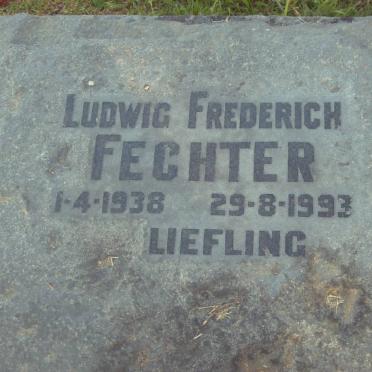 LUDWIG FREDERICH
FECHTER
1-4-1938 29-8-1993
LIEFLING